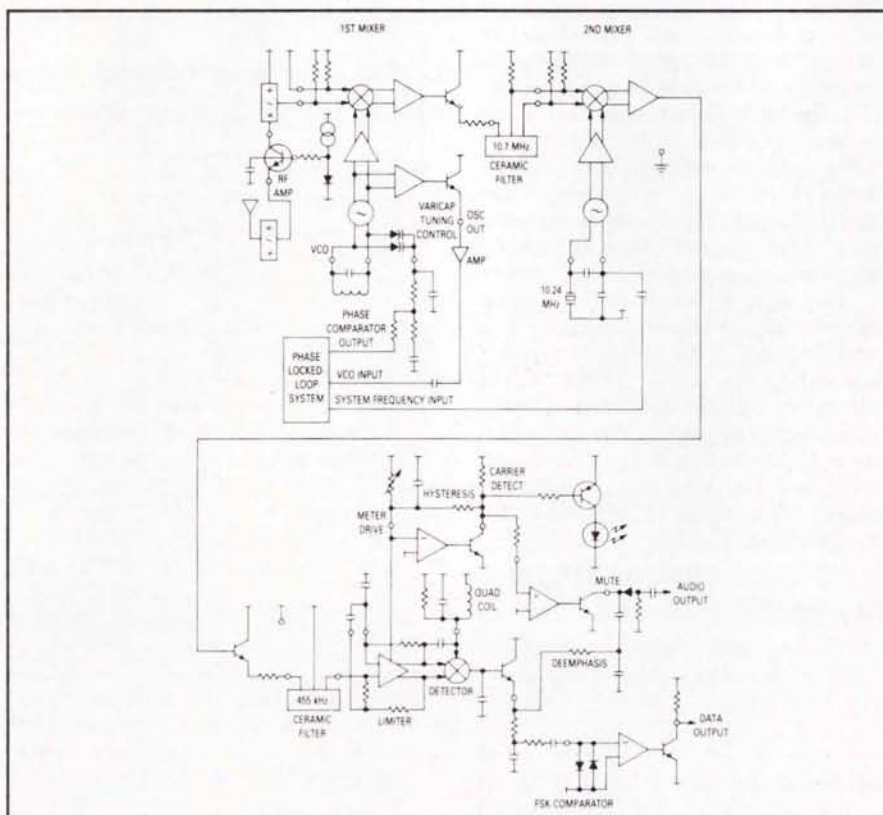 1ST MIXER
2ND MIXER
10.7 MHz
CERAMIC
FILTER
RF
AMP
VARICAP
TUNING
CONTROL
OSC
OUT
AMP
VCO
10.24
MHz
PHASE
COMPARATOR
OUTPUT
PHASE
LOCKED-
LOOP
SYSTEM
VCO INPUT
SYSTEM FREQUENCY INPUT
CARRIER
DETECT
HYSTERESIS
METER
DRIVE
QUAD
COIL
MUTE
AUDIO
OUTPUT
DEEMPHASIS
455 kHz
CERAMIC
FILTER
LIMITER
DETECTOR
DATA
OUTPUT
FSK COMPARATOR